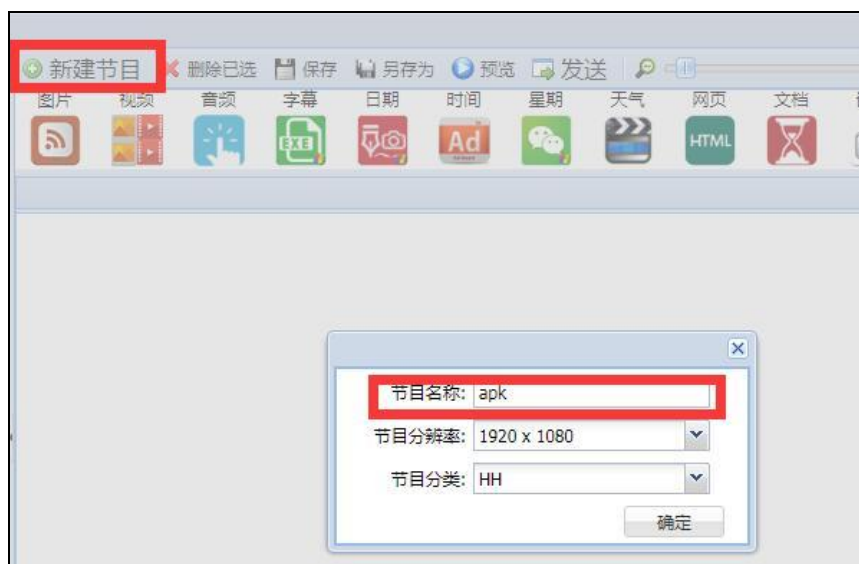 新建节目 删除已选 保存 另存为 预览 发送
图片 视频 音频 字幕 日期 时间 星期 天气 网页 文档
EXE Ad HTML
节目名称: apk
节目分辨率: 1920 x 1080
节目分类: HH
确定